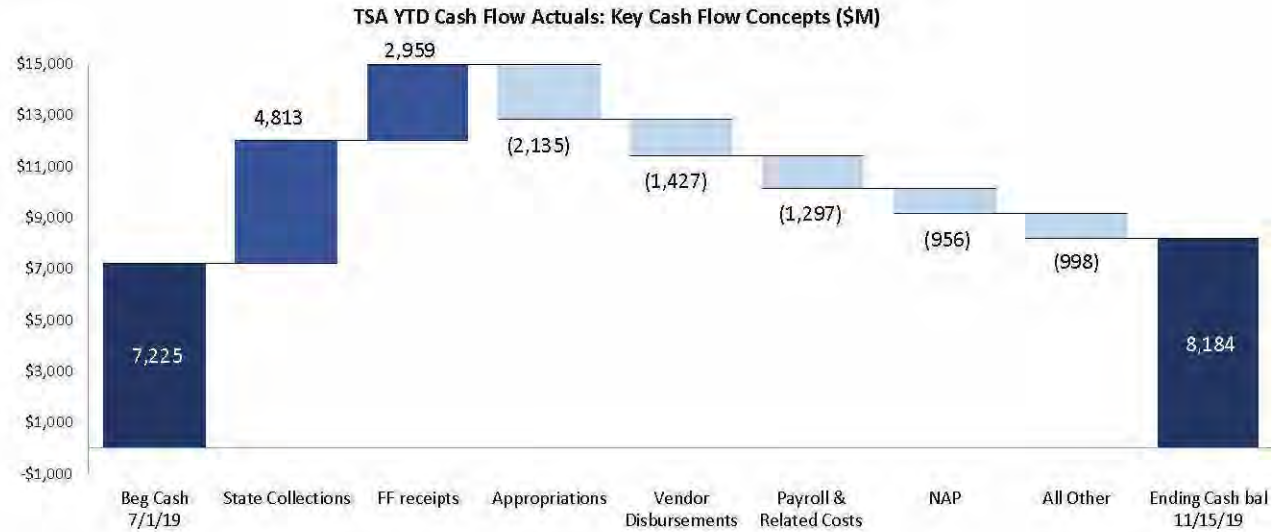 TSA YTD Cash Flow Actuals: Key Cash Flow Concepts ($M)
$15,000
$13,000
$11,000
$9,000
$7,000
$5,000
$3,000
$1,000
-$1,000
7,225
4,813
2,959
(2,135)
(1,427)
(1,297)
(956)
(998)
8,184
Beg Cash
7/1/19
State Collections
FF receipts
Appropriations
Vendor
Disbursements
Payroll &
Related Costs
NAP
All Other
Ending Cash bal
11/15/19